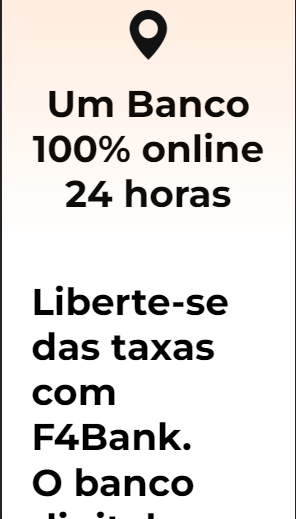 Um Banco
100% online
24 horas
Liberte-se
das taxas
com
F4Bank.
O banco